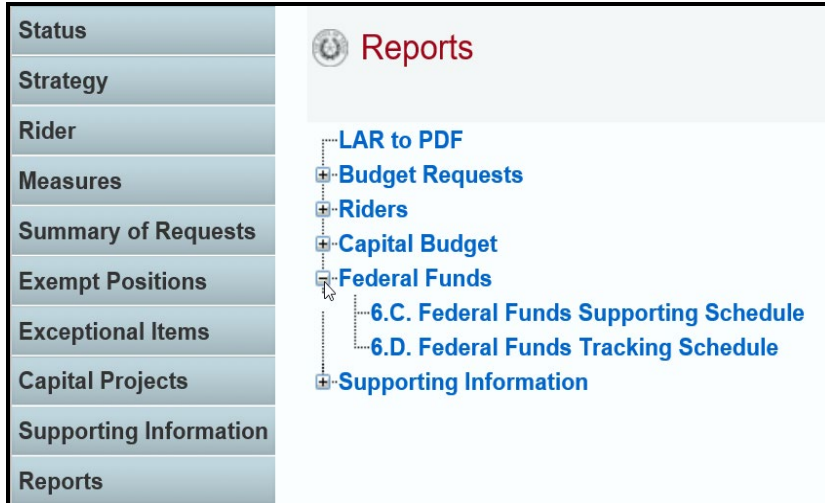 Status
Strategy
Rider
Measures
Summary of Requests
Exempt Positions
Exceptional Items
Capital Projects
Supporting Information
Reports
Reports
LAR to PDF
Budget Requests
Riders
Capital Budget
Federal Funds
6.C. Federal Funds Supporting Schedule
6.D. Federal Funds Tracking Schedule
Supporting Information